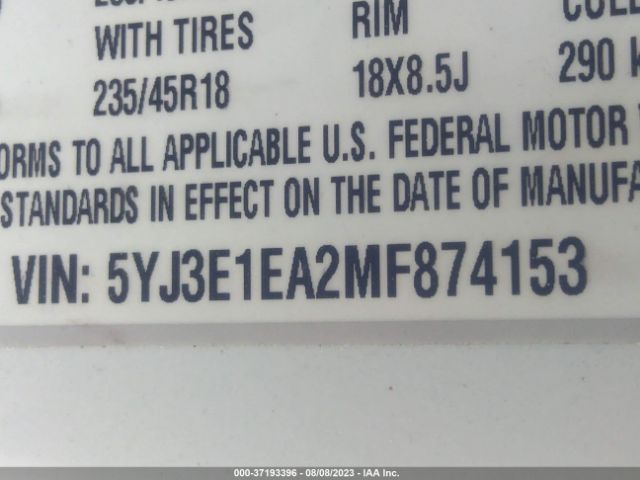 WITH TIRES RIM COLD
235/45R18 18X8.5J 290
ORMS TO ALL APPLICABLE U.S. FEDERAL MOTOR
STANDARDS IN EFFECT ON THE DATE OF MANUFA
VIN: 5YJ3E1EA2MF874153
000-37193396 - 08/08/2023 - IAA Inc.